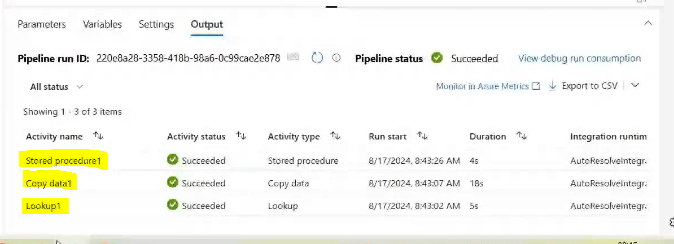 Parameters Variables Settings Output
Pipeline run ID: 220e8a28-3358-418b-98a6-0c99cae2e878 Pipeline status Succeeded View debug run consumption
All status Monitor in Azure Metrics Export to CSV
Showing 1 - 3 of 3 items
Activity name Activity status Activity type Run start Duration Integration runtim
Stored procedure1 Succeeded Stored procedure 8/17/2024, 8:43:26 AM 4s AutoResolveIntegr
Copy data1 Succeeded Copy data 8/17/2024, 8:43:07 AM 18s AutoResolveIntegr
Lookup1 Succeeded Lookup 8/17/2024, 8:43:02 AM 5s AutoResolveIntegr